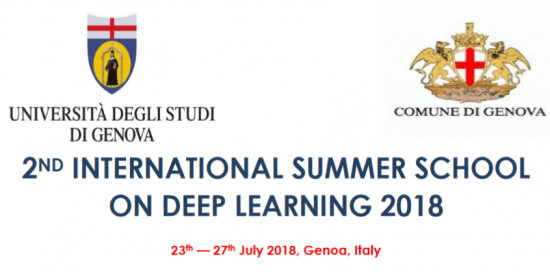 UNIVERSITÀ DEGLI STUDI
DI GENOVA
COMUNE DI GENOVA
2ND INTERNATIONAL SUMMER SCHOOL
ON DEEP LEARNING 2018
23th — 27th July 2018, Genoa, Italy